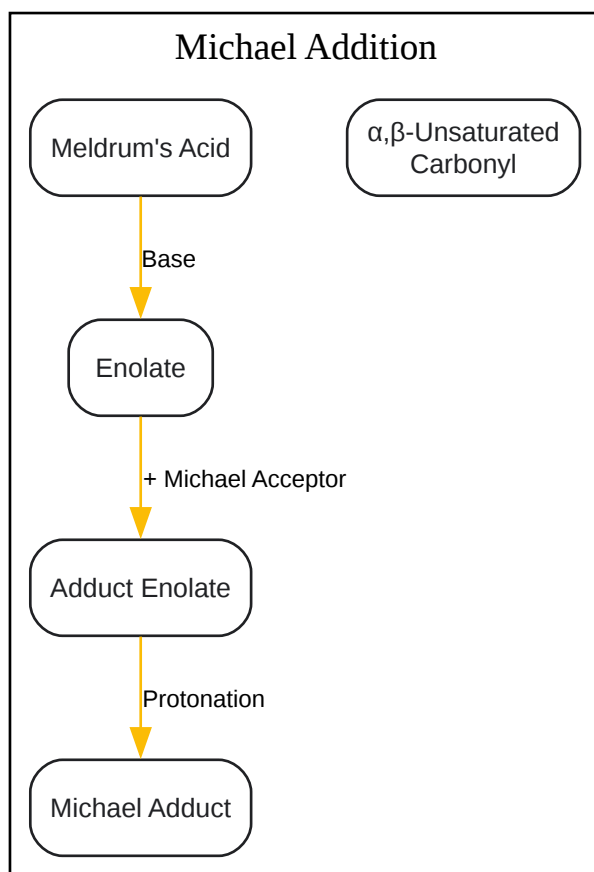 Michael Addition
Meldrum's Acid
α,β-Unsaturated
Carbonyl
Base
Enolate
+ Michael Acceptor
Adduct Enolate
Protonation
Michael Adduct